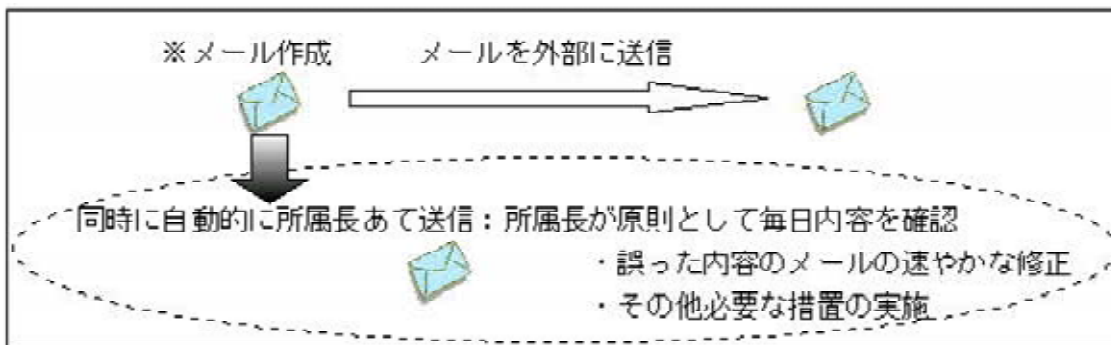 ※メール作成
メールを外部に送信
同時に自動的に所属長あて送信：所属長が原則として毎日内容を確認
・誤った内容のメールの速やかな修正
・その他必要な措置の実施